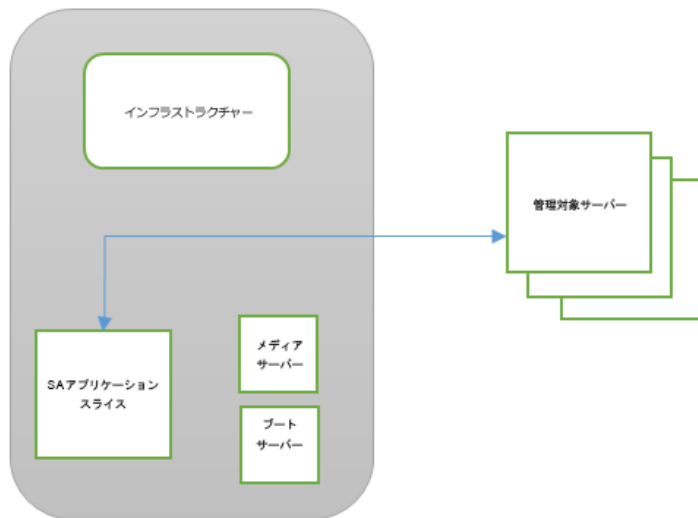 インフラストラクチャー
管理対象サーバー
SAアプリケーション
スライス
メディア
サーバー
ブート
サーバー